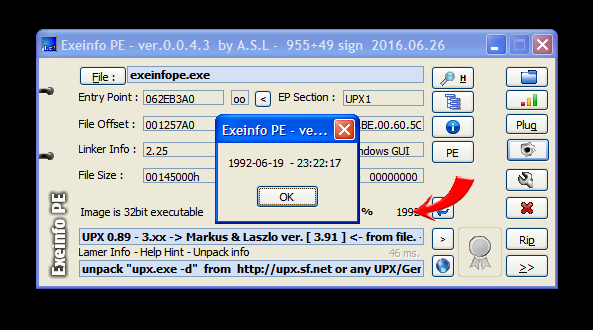 Exeinfo PE - ver.0.0.4.3 by A.S.L - 955+49 sign 2016.06.26
File : exeinfope.exe H
Entry Point : 062EB3A0 oo < EP Section : UPX1
File Offset : 001257A0 BE.00.60.5C Plug
Exeinfo PE - ve...
Linker Info : 2.25 ndows GUI PE
1992-06-19 - 23:22:17
File Size : 00145000h 00000000
OK
Image is 32bit executable % 1992
UPX 0.89 - 3.xx -> Markus & Laszlo ver. [ 3.91 ] <- from file. - > Rip
Lamer Info - Help Hint - Unpack info 46 ms.
unpack "upx.exe -d" from http://upx.sf.net or any UPX/Ger >>
Exeinfo PE